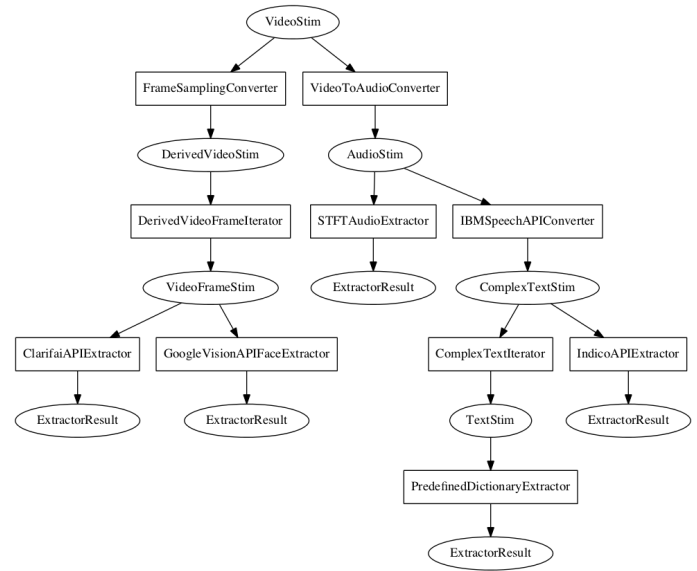 VideoStim
FrameSamplingConverter
VideoToAudioConverter
DerivedVideoStim
AudioStim
DerivedVideoFrameIterator
STFTAudioExtractor
IBMSpeechAPIConverter
VideoFrameStim
ExtractorResult
ComplexTextStim
ClarifaiAPIExtractor
GoogleVisionAPIFaceExtractor
ComplexTextIterator
IndicoAPIExtractor
ExtractorResult
ExtractorResult
TextStim
ExtractorResult
PredefinedDictionaryExtractor
ExtractorResult